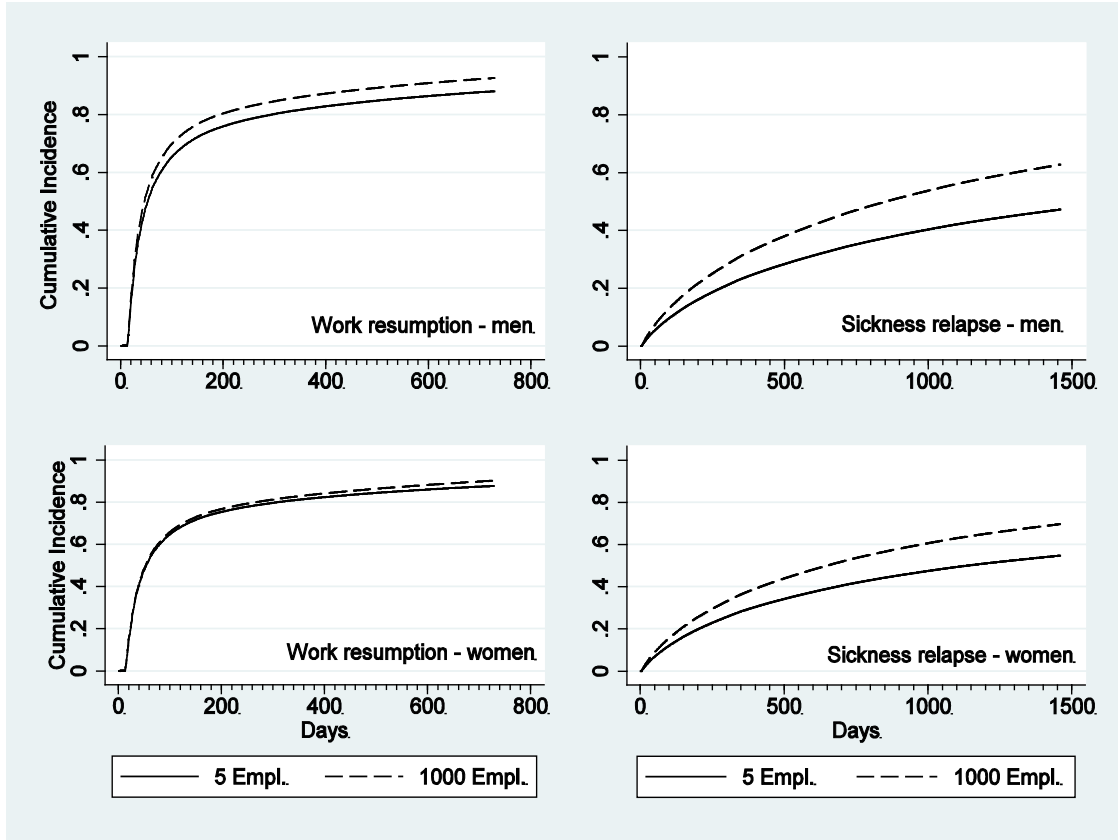 Cumulative Incidence
1
.8
.6
.4
.2
0
Work resumption - men.
0. 200. 400. 600. 800.
1
.8
.6
.4
.2
0
Sickness relapse - men.
0. 500. 1000. 1500.
Cumulative Incidence
1
.8
.6
.4
.2
0
Work resumption - women.
0. 200. 400. 600. 800.
Days.
1
.8
.6
.4
.2
0
Sickness relapse - women.
0. 500. 1000. 1500.
Days.
5 Empl.. 1000 Empl..
5 Empl.. 1000 Empl..